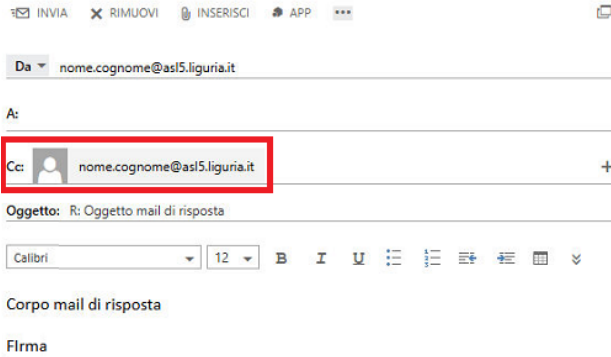 INVIA RIMUOVI INSERISCI APP •••
Da nome.cognome@asl5.liguria.it
A:
Cc: nome.cognome@asl5.liguria.it +
Oggetto: R: Oggetto mail di risposta
Calibri 12 B I U
Corpo mail di risposta
FIrma